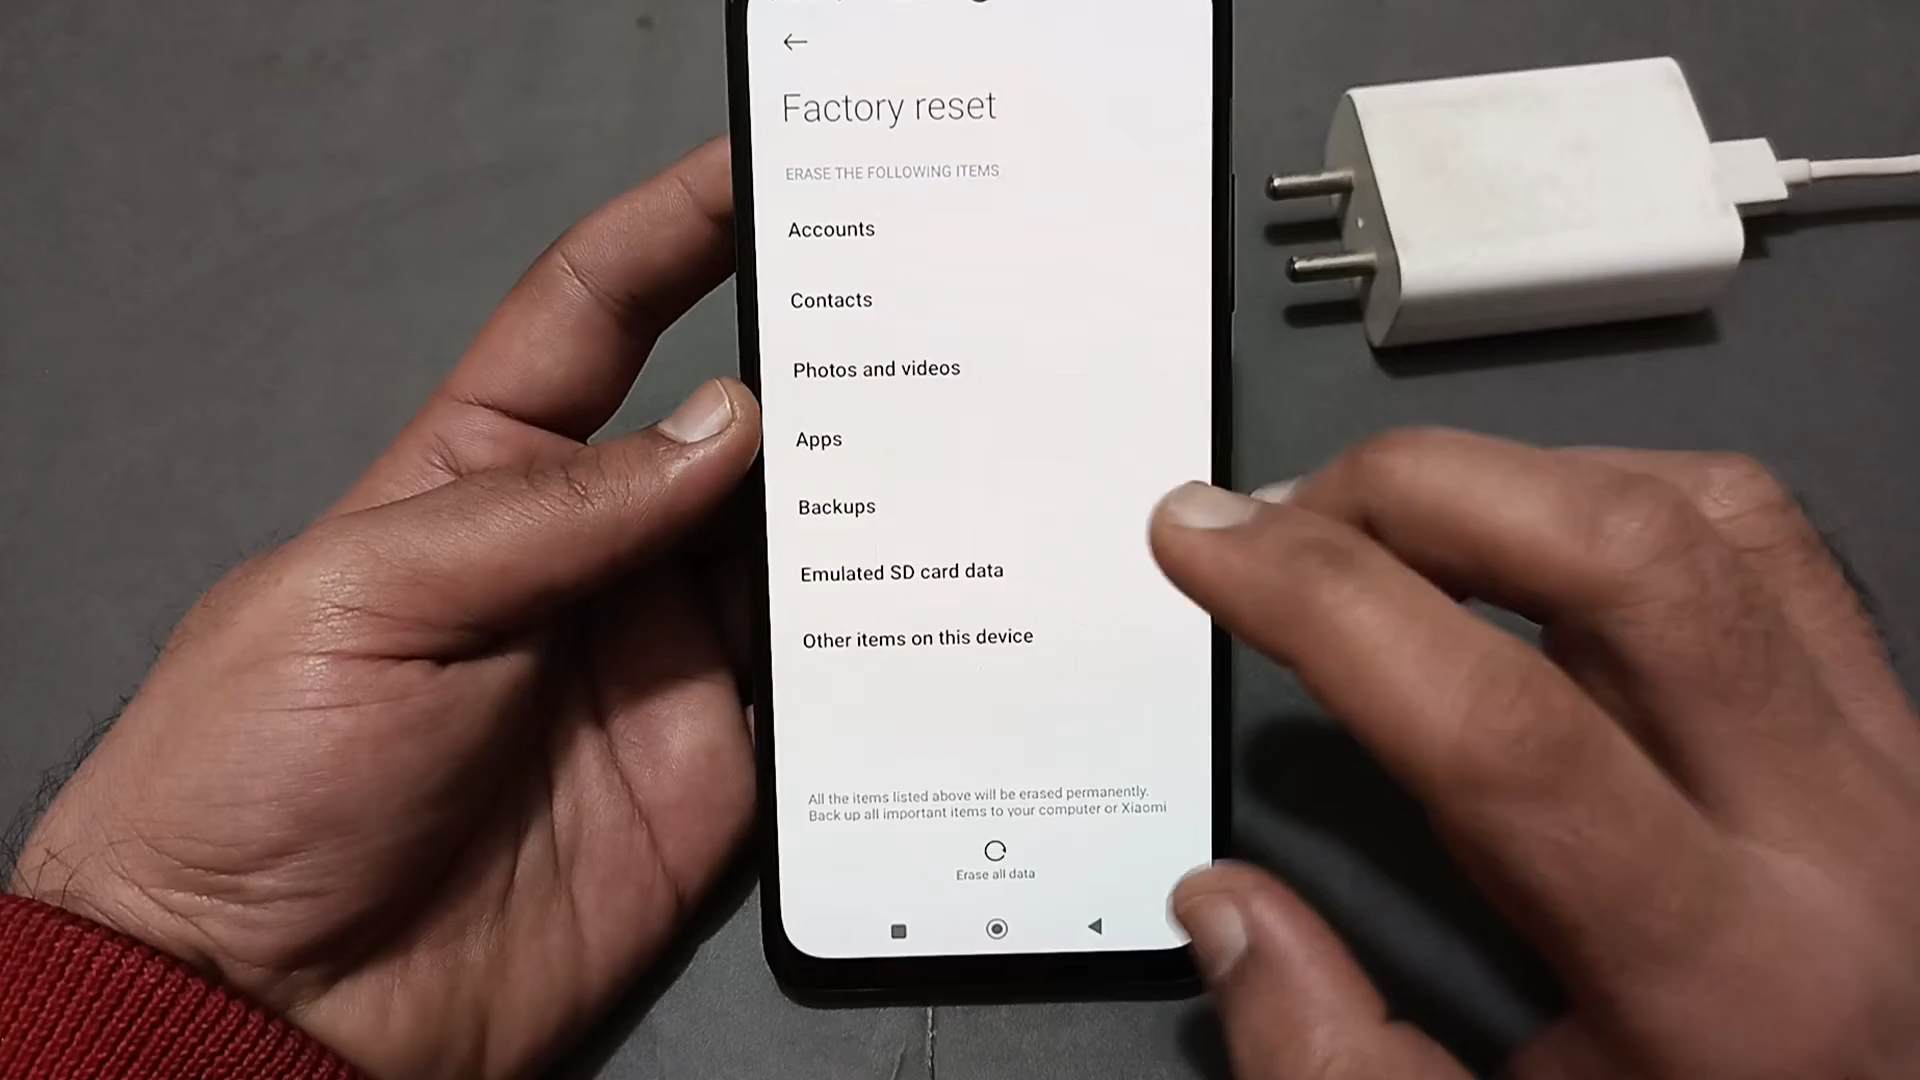 Factory reset
ERASE THE FOLLOWING ITEMS
Accounts
Contacts
Photos and videos
Apps
Backups
Emulated SD card data
Other items on this device
All the items listed above will be erased permanently.
Back up all important items to your computer or Xiaomi
Erase all data